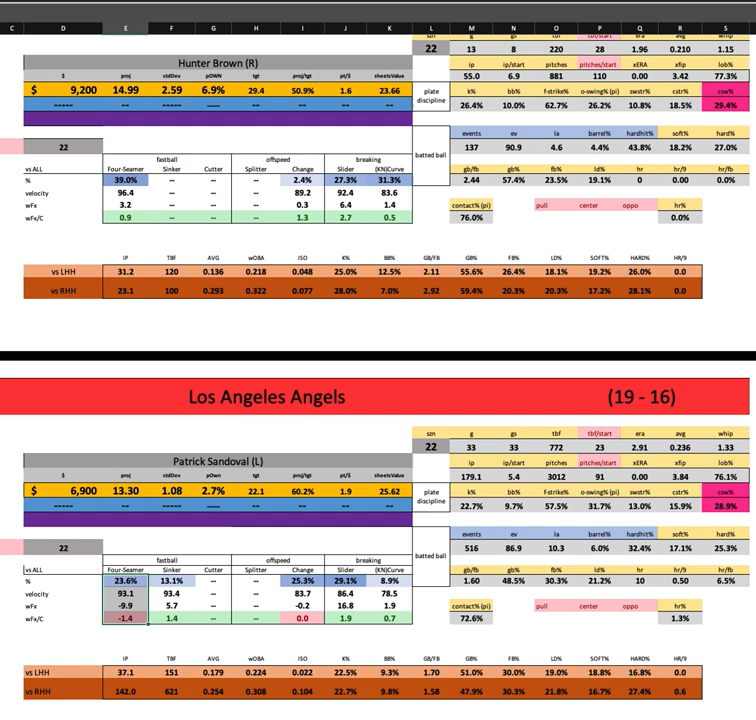 C D E F G H I J K L M N O P Q R S
szn g gs tbf tbf/start era avg whip
22 13 8 220 28 1.96 0.210 1.15
Hunter Brown (R) ip ip/start pitches pitches/start xERA xfip lob%
$ proj stdDev pOWN tgt proj/tgt pt/$ sheetsValue 55.0 6.9 881 110 0.00 3.42 77.3%
$ 9,200 14.99 2.59 6.9% 29.4 50.9% 1.6 23.66 plate discipline k% bb% f-strike% o-swing% (pi) swstr% cstr% csw%
----- -- -- ___ -- -- -- -- 26.4% 10.0% 62.7% 26.2% 10.8% 18.5% 29.4%
events ev la barrel% hardhit% soft% hard%
22 batted ball 137 90.9 4.6 4.4% 43.8% 18.2% 27.0%
fastball offspeed breaking
vs ALL Four-Seamer Sinker Cutter Splitter Change Slider (KN)Curve gb/fb gb% fb% ld% hr hr/9 hr/fb
% 39.0% -- -- -- 2.4% 27.3% 31.3% 2.44 57.4% 23.5% 19.1% 0 0.00 0.0%
velocity 96.4 -- -- -- 89.2 92.4 83.6
wFx 3.2 -- -- -- 0.3 6.4 1.4 contact% (pi) pull center oppo hr%
wFx/C 0.9 -- -- -- 1.3 2.7 0.5 76.0% 0.0%
IP TBF AVG wOBA ISO K% BB% GB/FB GB% FB% LD% SOFT% HARD% HR/9
vs LHH 31.2 120 0.136 0.218 0.048 25.0% 12.5% 2.11 55.6% 26.4% 18.1% 19.2% 26.0% 0.0
vs RHH 23.1 100 0.293 0.322 0.077 28.0% 7.0% 2.92 59.4% 20.3% 20.3% 17.2% 28.1% 0.0
Los Angeles Angels (19 - 16)
szn g gs tbf tbf/start era avg whip
22 33 33 772 23 2.91 0.236 1.33
Patrick Sandoval (L) ip ip/start pitches pitches/start xERA xfip lob%
$ proj stdDev pOwn tgt proj/tgt pt/$ sheetsValue 179.1 5.4 3012 91 0.00 3.84 76.1%
$ 6,900 13.30 1.08 2.7% 22.1 60.2% 1.9 25.62 plate discipline k% bb% f-strike% o-swing% (pi) swstr% cstr% csw%
----- -- -- ___ -- -- -- -- 22.7% 9.7% 57.5% 31.7% 13.0% 15.9% 28.9%
events ev la barrel% hardhit% soft% hard%
22 batted ball 516 86.9 10.3 6.0% 32.4% 17.1% 25.3%
fastball offspeed breaking
vs ALL Four-Seamer Sinker Cutter Splitter Change Slider (KN)Curve gb/fb gb% fb% ld% hr hr/9 hr/fb
% 23.6% 13.1% -- -- 25.3% 29.1% 8.9% 1.60 48.5% 30.3% 21.2% 10 0.50 6.5%
velocity 93.1 93.4 -- -- 83.7 86.4 78.5
wFx -9.9 5.7 -- -- -0.2 16.8 1.9 contact% (pi) pull center oppo hr%
wFx/C -1.4 1.4 -- -- 0.0 1.9 0.7 72.6% 1.3%
IP TBF AVG wOBA ISO K% BB% GB/FB GB% FB% LD% SOFT% HARD% HR/9
vs LHH 37.1 151 0.179 0.224 0.022 22.5% 9.3% 1.70 51.0% 30.0% 19.0% 18.8% 16.8% 0.0
vs RHH 142.0 621 0.254 0.308 0.104 22.7% 9.8% 1.58 47.9% 30.3% 21.8% 16.7% 27.4% 0.6